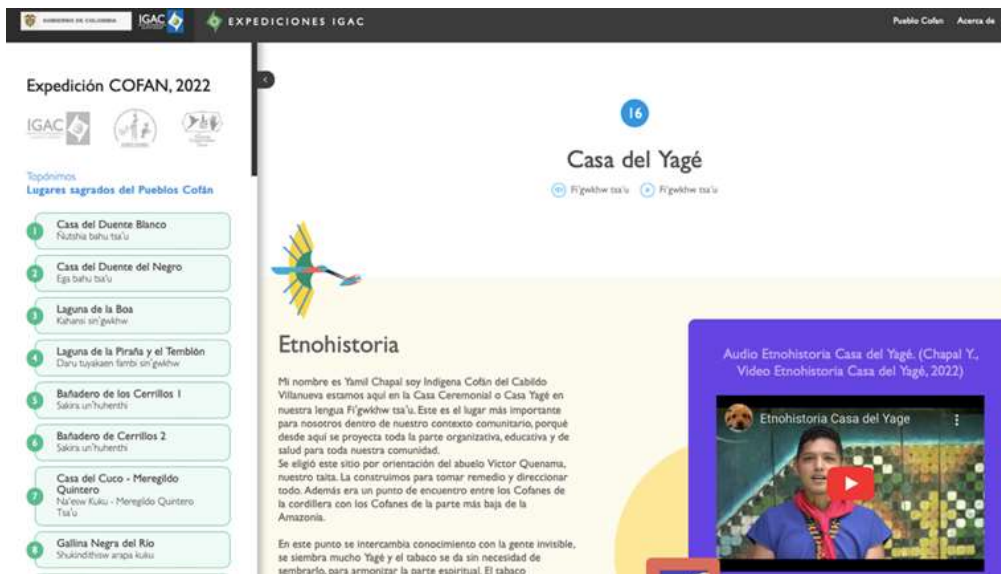 GOBIERNO DE COLOMBIA
IGAC
EXPEDICIONES IGAC
Pueblo Cofan
Acerca de
Expedición COFAN, 2022
IGAC
Topónimos
Lugares sagrados del Pueblos Cofán
1
Casa del Duente Blanco
Ñutshia bahu tsa'u
2
Casa del Duente del Negro
Ega bahu tsa'u
3
Laguna de la Boa
Kahansi sin'gwkhw
4
Laguna de la Piraña y el Temblón
Daru tuyakaen fambi sin'gwkhw
5
Bañadero de los Cerrillos 1
Sakira un'huhenthi
6
Bañadero de Cerrillos 2
Sakira un'huhenthi
7
Casa del Cuco - Meregildo
Quintero
Na'eww Kuku - Meregildo Quintero
Tsa'u
8
Gallina Negra del Río
Shukindithisw arapa kuku
16
Casa del Yagé
Fi'gwkhw tsa'u
Fi'gwkhw tsa'u
Etnohistoria
Mi nombre es Yamil Chapal soy Indígena Cofán del Cabildo
Villanueva estamos aquí en la Casa Ceremonial o Casa Yagé en
nuestra lengua Fi'gwkhw tsa'u. Este es el lugar más importante
para nosotros dentro de nuestro contexto comunitario, porqué
desde aquí se proyecta toda la parte organizativa, educativa y de
salud para toda nuestra comunidad.
Se eligió este sitio por orientación del abuelo Victor Quenama,
nuestro taita. La construimos para tomar remedio y direccionar
todo. Además era un punto de encuentro entre los Cofanes de
la cordillera con los Cofanes de la parte más baja de la
Amazonía.
En este punto se intercambia conocimiento con la gente invisible,
se siembra mucho Yagé y el tabaco se da sin necesidad de
sembrarlo, para armonizar la parte espiritual. El tabaco
Audio Etnohistoria Casa del Yagé. (Chapal Y.,
Video Etnohistoria Casa del Yagé, 2022)
Etnohistoria Casa del Yage